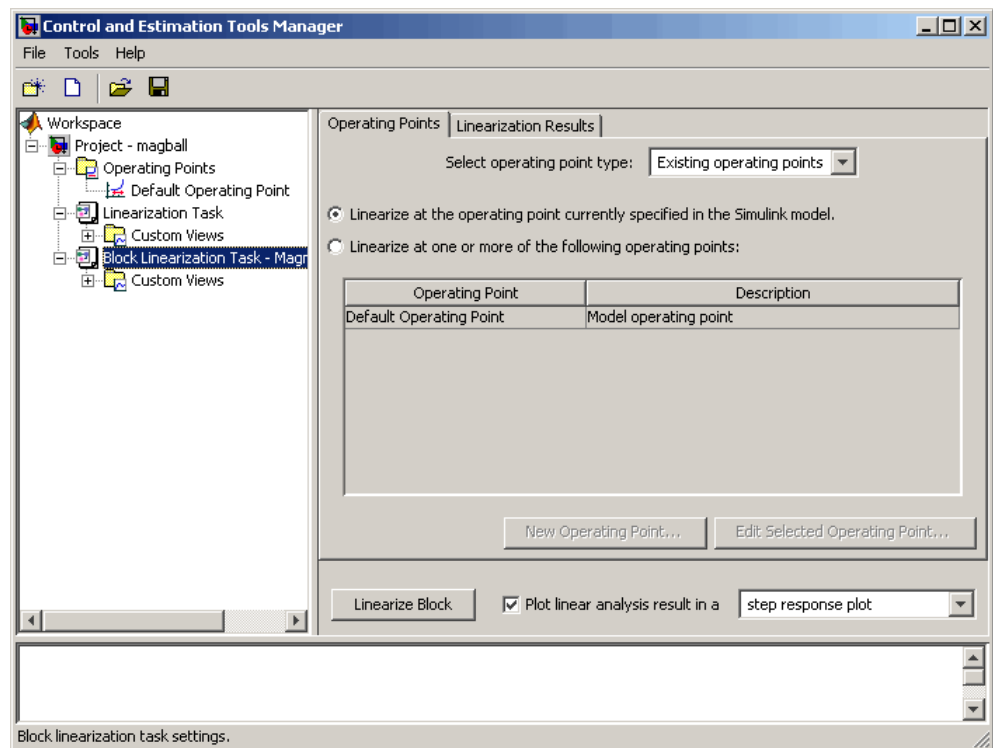 Control and Estimation Tools Manager
File Tools Help
Workspace
Project - magball
Operating Points
Default Operating Point
Linearization Task
Custom Views
Block Linearization Task - Magn
Custom Views
Operating Points
Linearization Results
Select operating point type: Existing operating points
Linearize at the operating point currently specified in the Simulink model.
Linearize at one or more of the following operating points:
Operating Point Description
Default Operating Point Model operating point
New Operating Point... Edit Selected Operating Point...
Linearize Block Plot linear analysis result in a step response plot
Block linearization task settings.